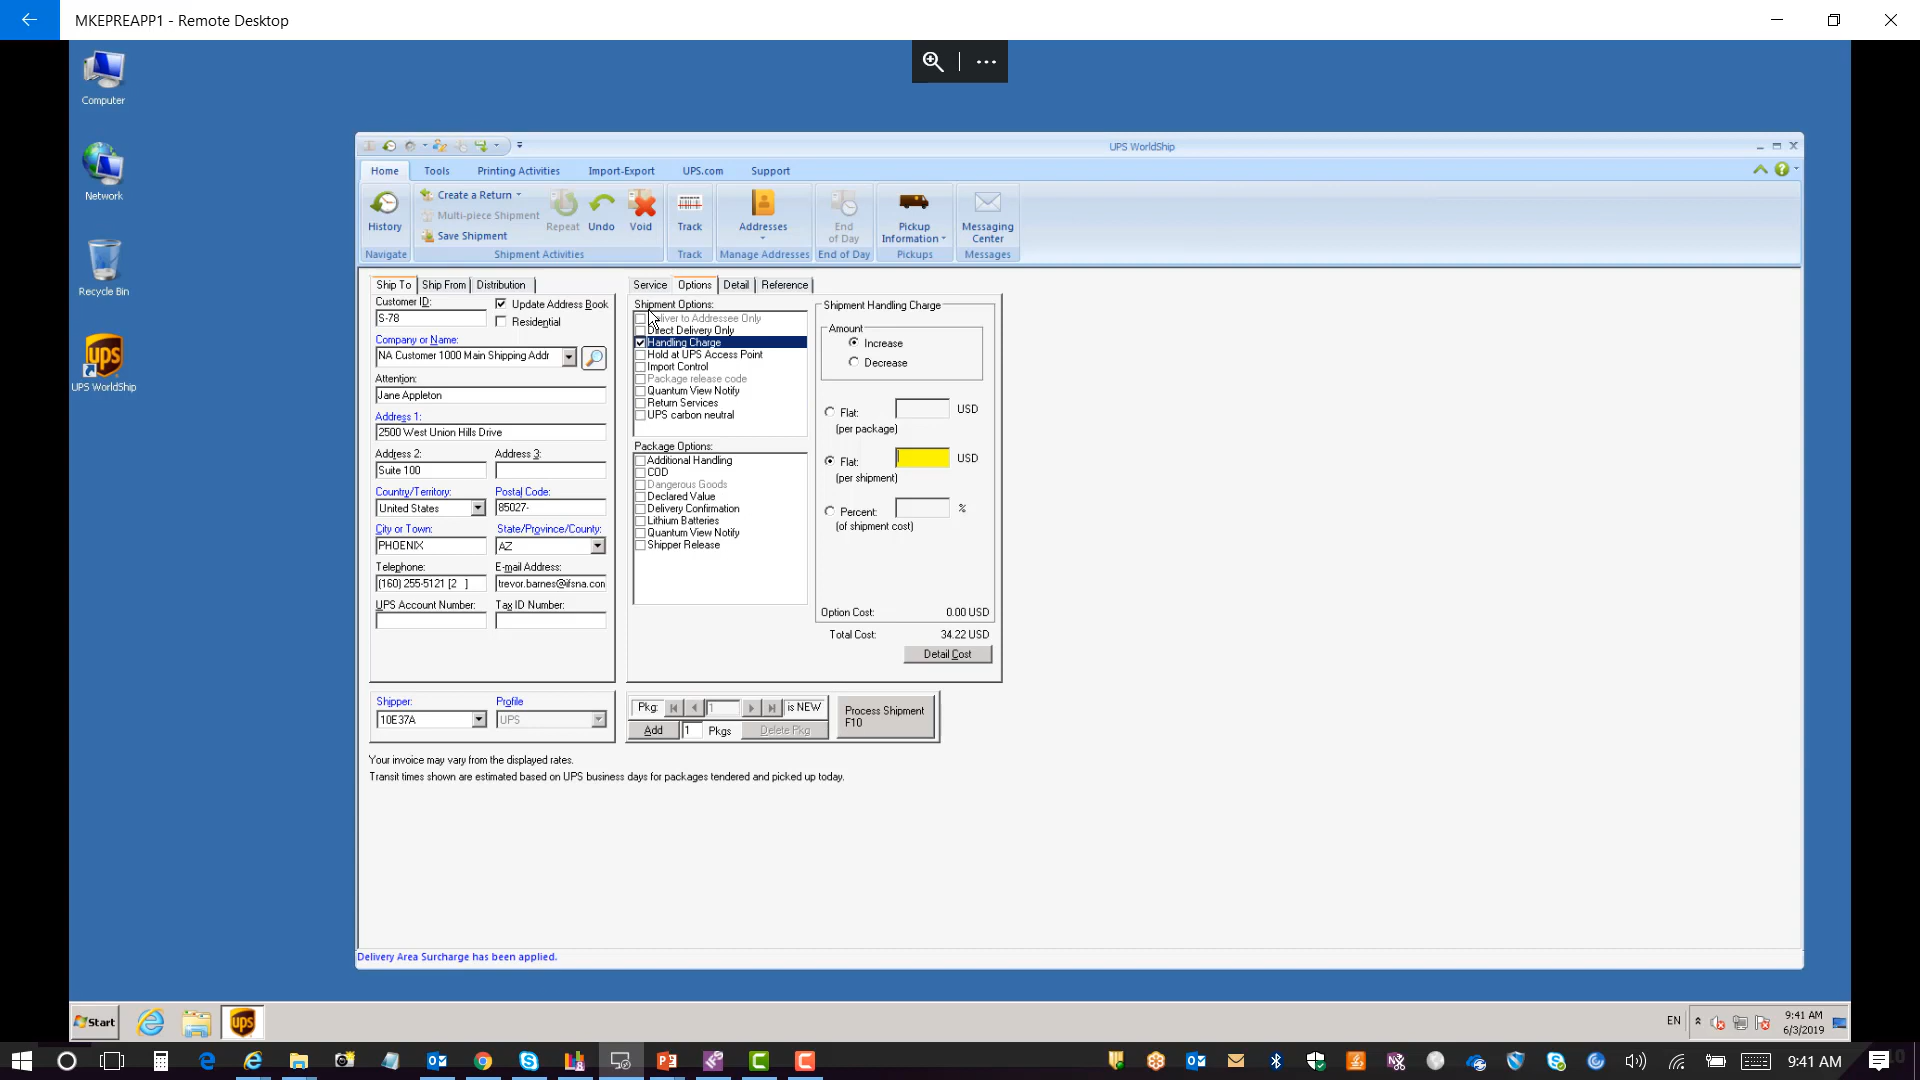 MKEPREAPP1 - Remote Desktop
Computer
Network
Recycle Bin
UPS WorldShip
UPS WorldShip
Home
Tools
Printing Activities
Import-Export
UPS.com
Support
History
Create a Return
Multi-piece Shipment
Save Shipment
Repeat
Undo
Void
Track
Addresses
End
of Day
Pickup
Information
Messaging
Center
Navigate
Shipment Activities
Track
Manage Addresses
End of Day
Pickups
Messages
Ship To
Ship From
Distribution
Customer ID:
S-78
Update Address Book
Residential
Company or Name:
NA Customer 1000 Main Shipping Addr
Attention:
Jane Appleton
Address 1:
2500 West Union Hills Drive
Address 2:
Address 3:
Suite 100
Country/Territory:
Postal Code:
United States
85027-
City or Town:
State/Province/County:
PHOENIX
AZ
Telephone:
E-mail Address:
(160) 255-5121 [2 ]
trevor.barnes@ifsna.con
UPS Account Number:
Tax ID Number:
Shipper:
Profile
10E37A
UPS
Service
Options
Detail
Reference
Shipment Options:
Deliver to Addressee Only
Direct Delivery Only
Handling Charge
Hold at UPS Access Point
Import Control
Package release code
Quantum View Notify
Return Services
UPS carbon neutral
Package Options:
Additional Handling
COD
Dangerous Goods
Declared Value
Delivery Confirmation
Lithium Batteries
Quantum View Notify
Shipper Release
Shipment Handling Charge
Amount
Increase
Decrease
Flat:
USD
(per package)
Flat:
USD
(per shipment)
Percent:
%
(of shipment cost)
Option Cost:
0.00 USD
Total Cost:
34.22 USD
Detail Cost
Pkg:
1
is NEW
Add
1
Pkgs
Delete Pkg
Process Shipment
F10
Your invoice may vary from the displayed rates.
Transit times shown are estimated based on UPS business days for packages tendered and picked up today.
Delivery Area Surcharge has been applied.
Start
ups
EN
9:41 AM
6/3/2019
9:41 AM